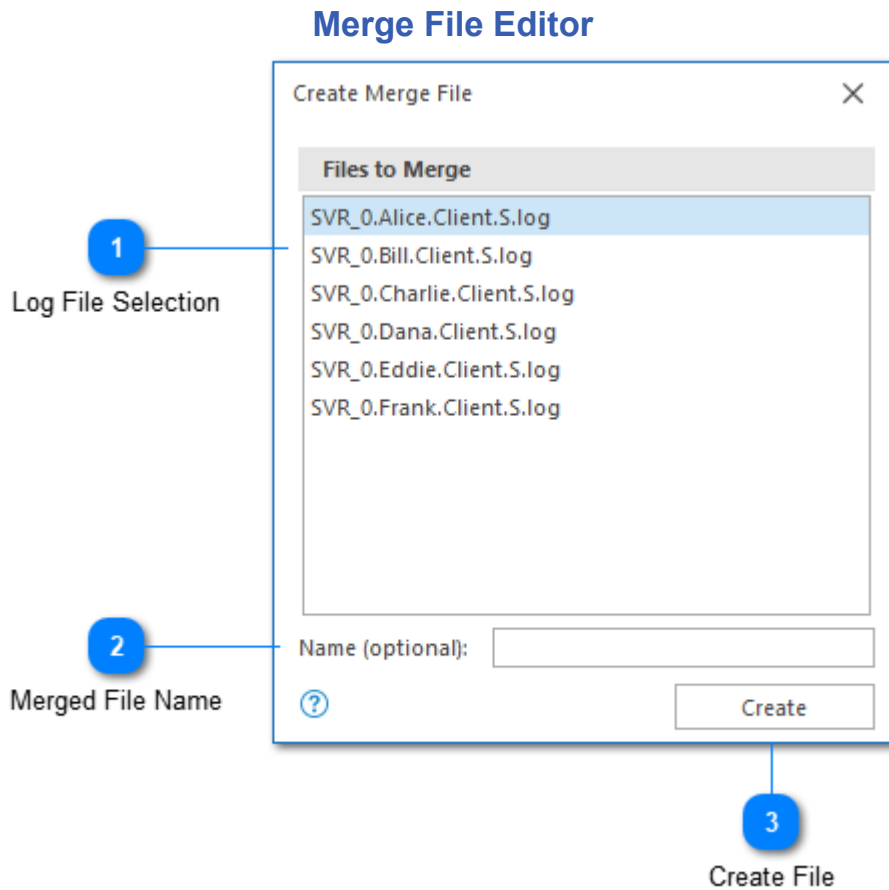 Merge File Editor
Create Merge File
Files to Merge
SVR_0.Alice.Client.S.log
SVR_0.Bill.Client.S.log
SVR_0.Charlie.Client.S.log
SVR_0.Dana.Client.S.log
SVR_0.Eddie.Client.S.log
SVR_0.Frank.Client.S.log
1
Log File Selection
2
Merged File Name
Name (optional):
?
Create
3
Create File